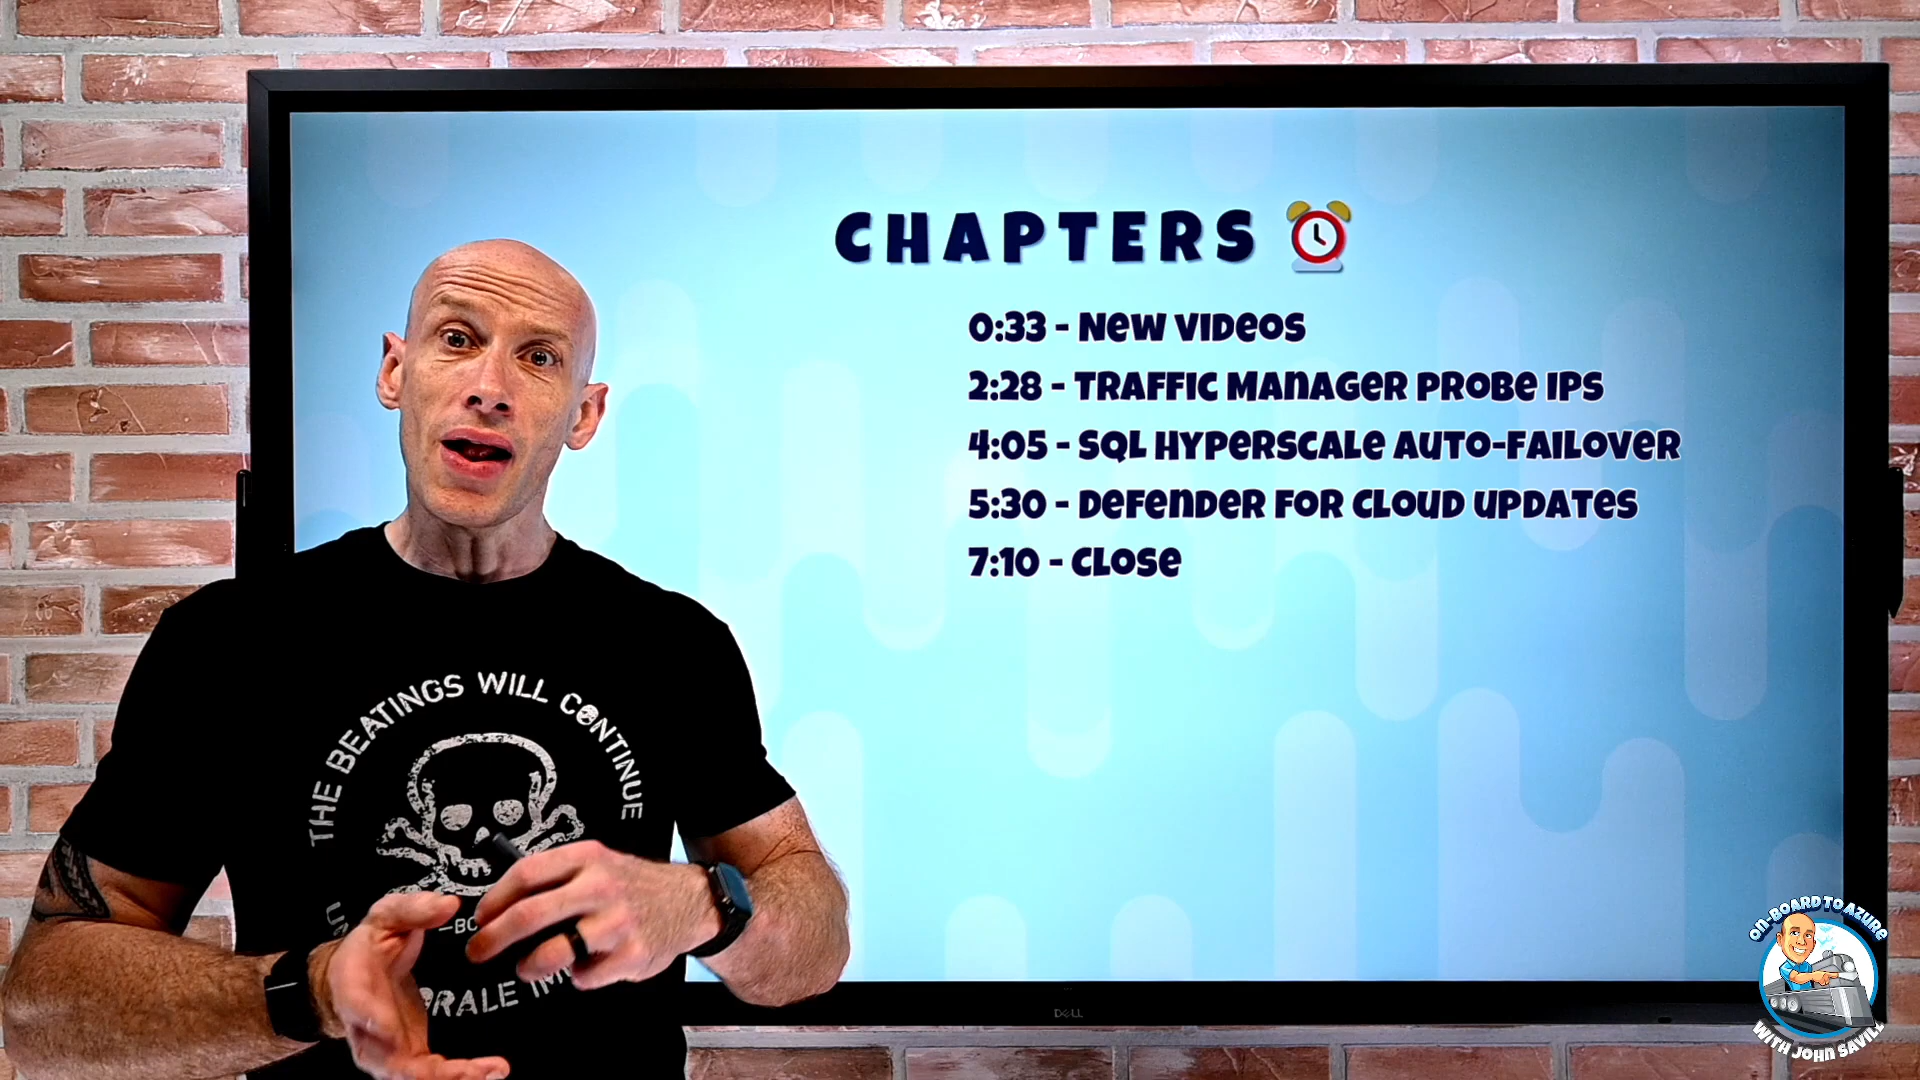 CHAPTERS
0:33 - New videos
2:28 - Traffic Manager Probe IPs
4:05 - SQL Hyperscale auto-failover
5:30 - Defender for Cloud updates
7:10 - Close
THE BEATINGS WILL CONTINUE
DELL
ON-BOARD TO AZURE
WITH JOHN SAVILL